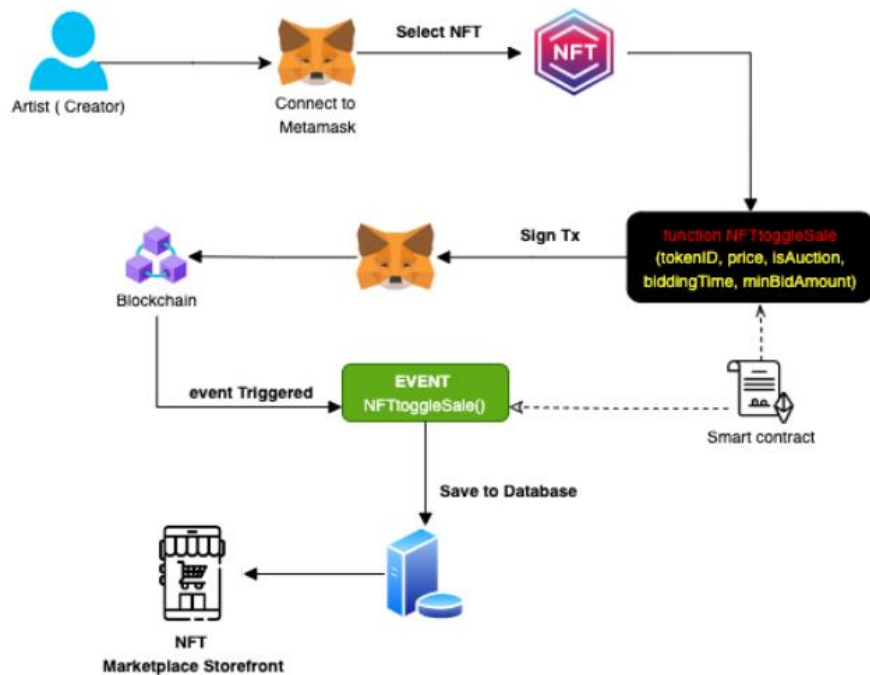 Select NFT
NFT
Artist ( Creator)
Connect to
Metamask
function NFTtoggleSale
(tokenID, price, isAuction,
biddingTime, minBidAmount)
Sign Tx
Blockchain
event Triggered
EVENT
NFTtoggleSale()
Smart contract
Save to Database
NFT
Marketplace Storefront